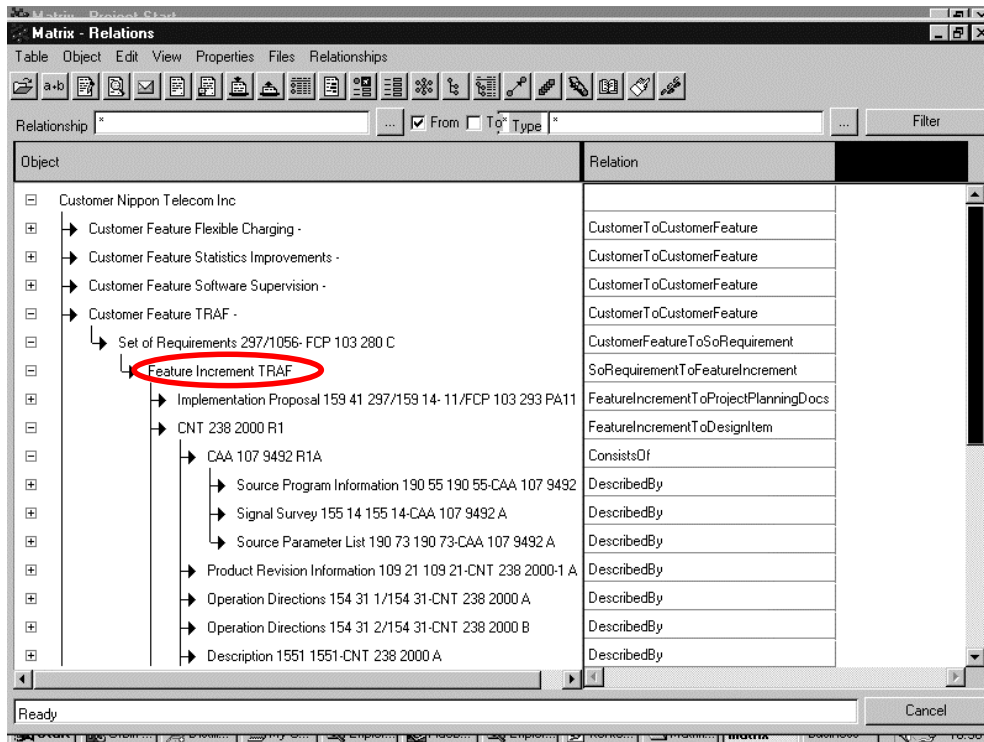 Matrix - Project Start
Matrix - Relations
Table Object Edit View Properties Files Relationships
a+b
Relationship * ... From To * Type * ... Filter
Object Relation
Customer Nippon Telecom Inc
Customer Feature Flexible Charging - CustomerToCustomerFeature
Customer Feature Statistics Improvements - CustomerToCustomerFeature
Customer Feature Software Supervision - CustomerToCustomerFeature
Customer Feature TRAF - CustomerToCustomerFeature
Set of Requirements 297/1056- FCP 103 280 C CustomerFeatureToSoRequirement
Feature Increment TRAF SoRequirementToFeatureIncrement
Implementation Proposal 159 41 297/159 14- 11/FCP 103 293 PA11 FeatureIncrementToProjectPlanningDocs
CNT 238 2000 R1 FeatureIncrementToDesignItem
CAA 107 9492 R1A ConsistsOf
Source Program Information 190 55 190 55-CAA 107 9492 DescribedBy
Signal Survey 155 14 155 14-CAA 107 9492 A DescribedBy
Source Parameter List 190 73 190 73-CAA 107 9492 A DescribedBy
Product Revision Information 109 21 109 21-CNT 238 2000-1 A DescribedBy
Operation Directions 154 31 1/154 31-CNT 238 2000 A DescribedBy
Operation Directions 154 31 2/154 31-CNT 238 2000 B DescribedBy
Description 1551 1551-CNT 238 2000 A DescribedBy
Ready Cancel
Start